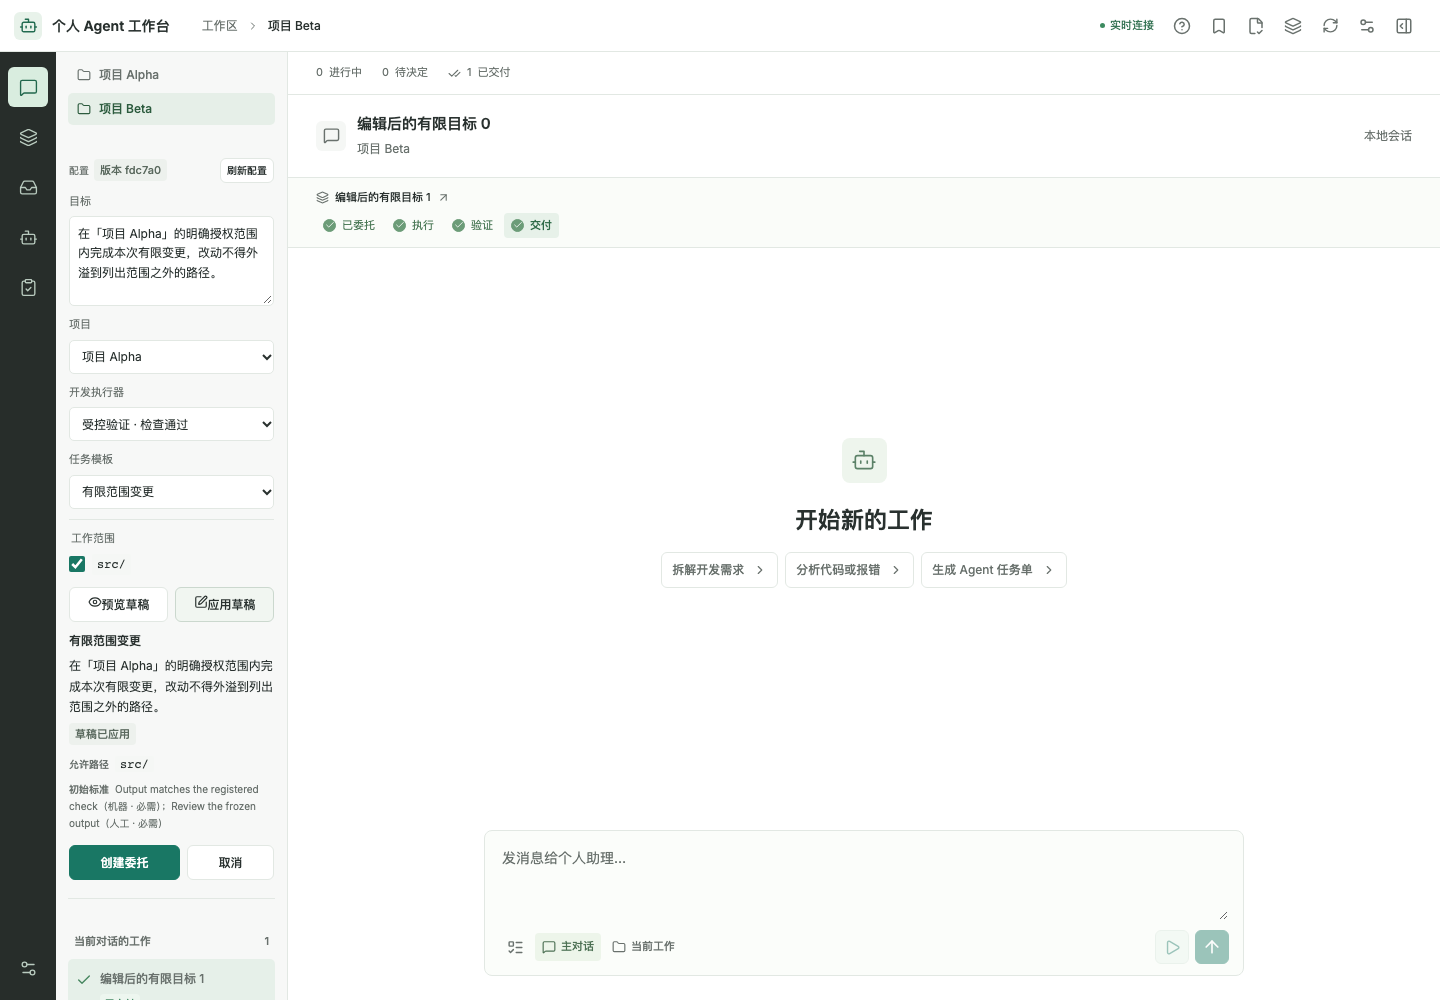 个人 Agent 工作台
工作区
项目 Beta
实时连接
项目 Alpha
项目 Beta
配置
版本 fdc7a0
刷新配置
目标
在「项目 Alpha」的明确授权范围
内完成本次有限变更，改动不得外
溢到列出范围之外的路径。
项目
项目 Alpha
开发执行器
受控验证 · 检查通过
任务模板
有限范围变更
工作范围
src/
预览草稿
应用草稿
有限范围变更
在「项目 Alpha」的明确授权范围内完
成本次有限变更，改动不得外溢到列出
范围之外的路径。
草稿已应用
允许路径 src/
初始标准 Output matches the registered
check（机器 · 必需）；Review the frozen
output（人工 · 必需）
创建委托
取消
当前对话的工作 1
编辑后的有限目标 1
0 进行中
0 待决定
1 已交付
编辑后的有限目标 0
项目 Beta
本地会话
编辑后的有限目标 1
已委托
执行
验证
交付
开始新的工作
拆解开发需求
分析代码或报错
生成 Agent 任务单
发消息给个人助理...
主对话
当前工作